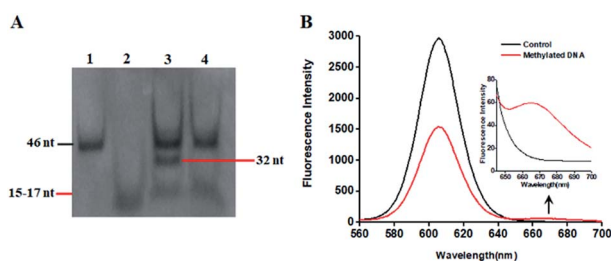 A
1 2 3 4
46 nt
32 nt
15-17 nt
B
Fluorescence Intensity
3000
2500
2000
1500
1000
500
0
560 580 600 620 640 660 680 700
Wavelength(nm)
Control
Methylated DNA
Fluorescence Intensity
80
60
40
20
0
650 660 670 680 690 700
Wavelength(nm)